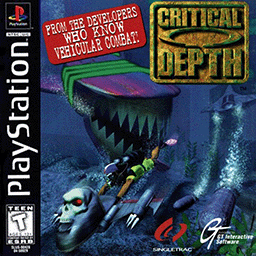 PlayStation
FROM THE DEVELOPERS
WHO KNOW
VEHICULAR COMBAT!
CRITICAL
DEPTH
TEEN
T
ESRB
SINGLETRAC
GT Interactive
Software